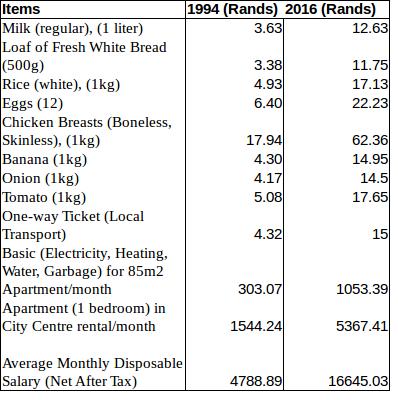 Items 1994 (Rands) 2016 (Rands)
Milk (regular), (1 liter) 3.63 12.63
Loaf of Fresh White Bread
(500g) 3.38 11.75
Rice (white), (1kg) 4.93 17.13
Eggs (12) 6.40 22.23
Chicken Breasts (Boneless,
Skinless), (1kg) 17.94 62.36
Banana (1kg) 4.30 14.95
Onion (1kg) 4.17 14.5
Tomato (1kg) 5.08 17.65
One-way Ticket (Local
Transport) 4.32 15
Basic (Electricity, Heating,
Water, Garbage) for 85m2
Apartment/month 303.07 1053.39
Apartment (1 bedroom) in
City Centre rental/month 1544.24 5367.41
Average Monthly Disposable
Salary (Net After Tax) 4788.89 16645.03